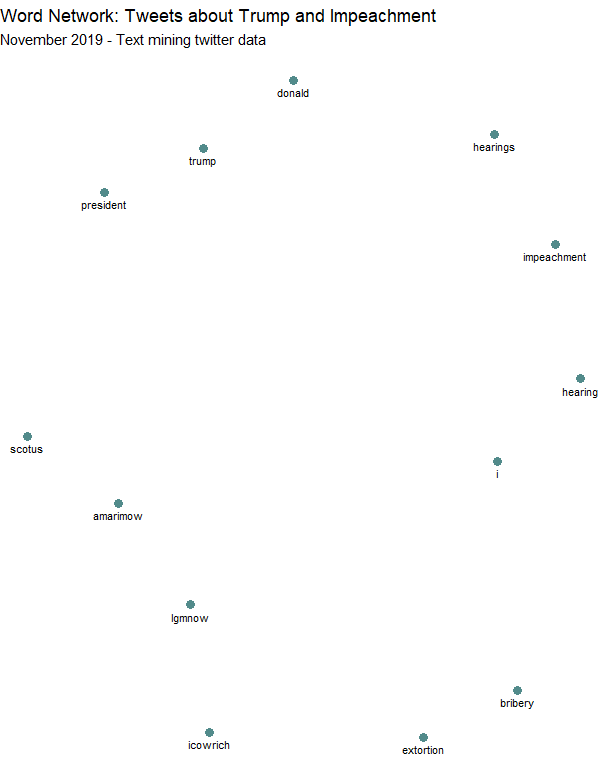 Word Network: Tweets about Trump and Impeachment
November 2019 - Text mining twitter data
donald
hearings
trump
president
impeachment
hearing
scotus
i
amarimow
lgmnow
bribery
icowrich
extortion